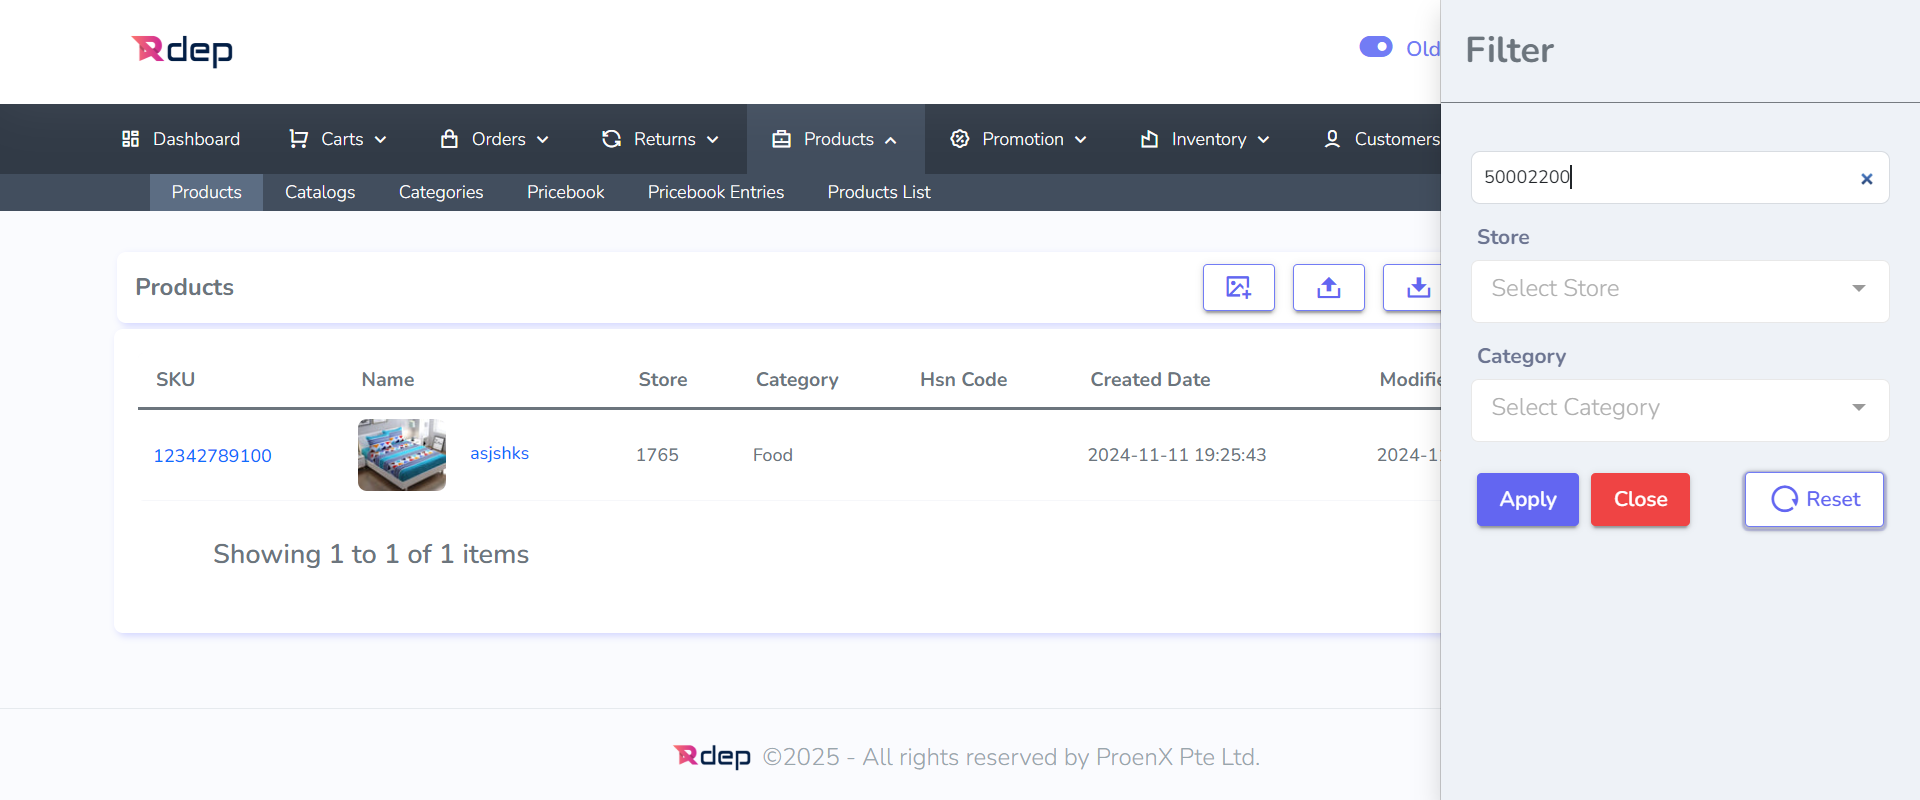 Rdep
Old
Filter
Dashboard
Carts
Orders
Returns
Products
Promotion
Inventory
Customers
Products
Catalogs
Categories
Pricebook
Pricebook Entries
Products List
50002200
Store
Select Store
Category
Select Category
Apply
Close
Reset
Products
SKU Name Store Category Hsn Code Created Date Modifie
12342789100 asjshks 1765 Food 2024-11-11 19:25:43 2024-1
Showing 1 to 1 of 1 items
Rdep ©2025 - All rights reserved by ProenX Pte Ltd.